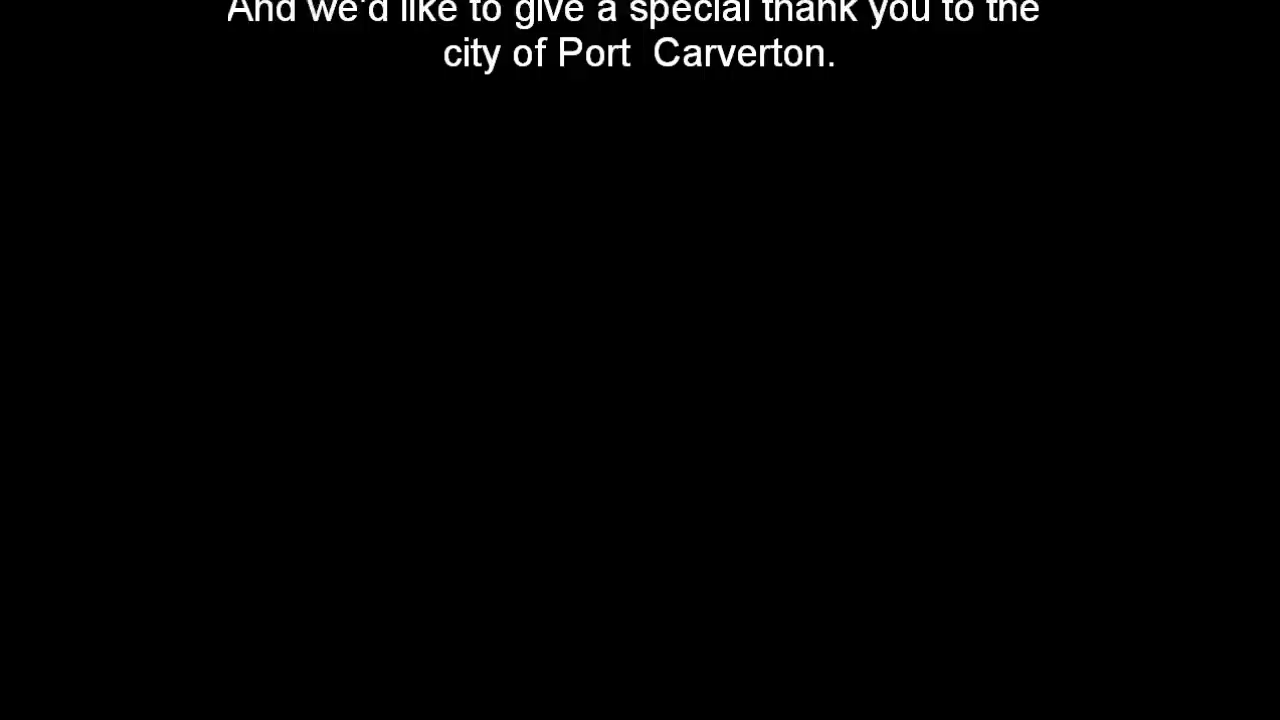 And we'd like to give a special thank you to the
city of Port  Carverton.